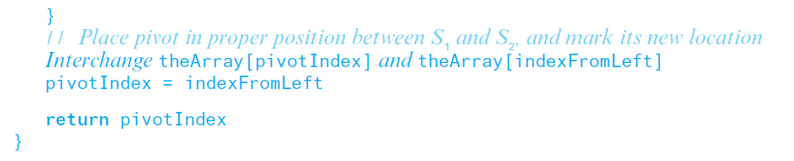 }
// Place pivot in proper position between S₁ and S₂, and mark its new location
Interchange theArray[pivotIndex] and theArray[indexFromLeft]
pivotIndex = indexFromLeft
return pivotIndex
}